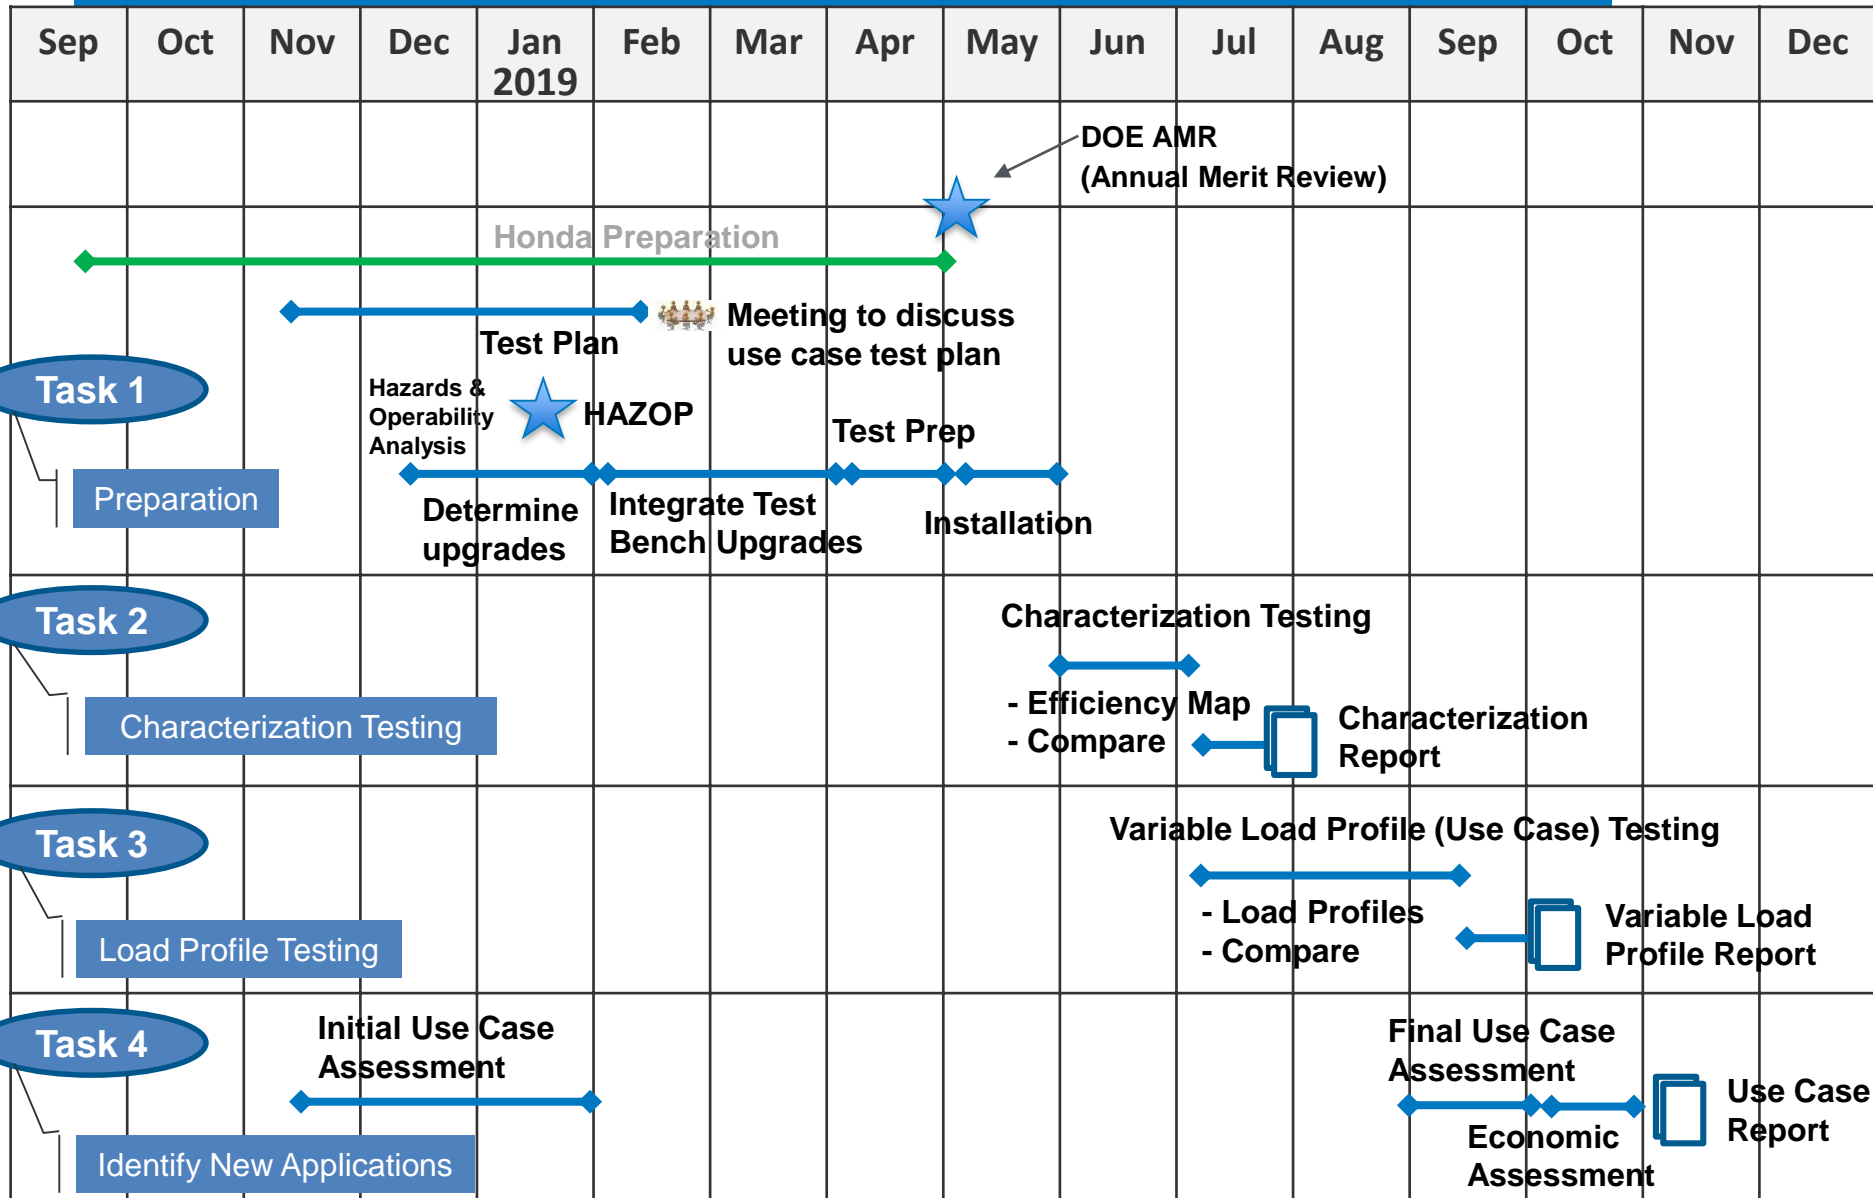 Sep Oct Nov Dec Jan Feb Mar Apr May Jun Jul Aug Sep Oct Nov Dec
2019
DOE AMR
(Annual Merit Review)
Honda Preparation
Test Plan
Meeting to discuss
use case test plan
Task 1
Preparation
Hazards &
Operability
Analysis
HAZOP
Test Prep
Determine
upgrades
Integrate Test
Bench Upgrades
Installation
Task 2
Characterization Testing
Characterization Testing
- Efficiency Map
- Compare
Characterization
Report
Task 3
Load Profile Testing
Variable Load Profile (Use Case) Testing
- Load Profiles
- Compare
Variable Load
Profile Report
Task 4
Identify New Applications
Initial Use Case
Assessment
Final Use Case
Assessment
Economic
Assessment
Use Case
Report